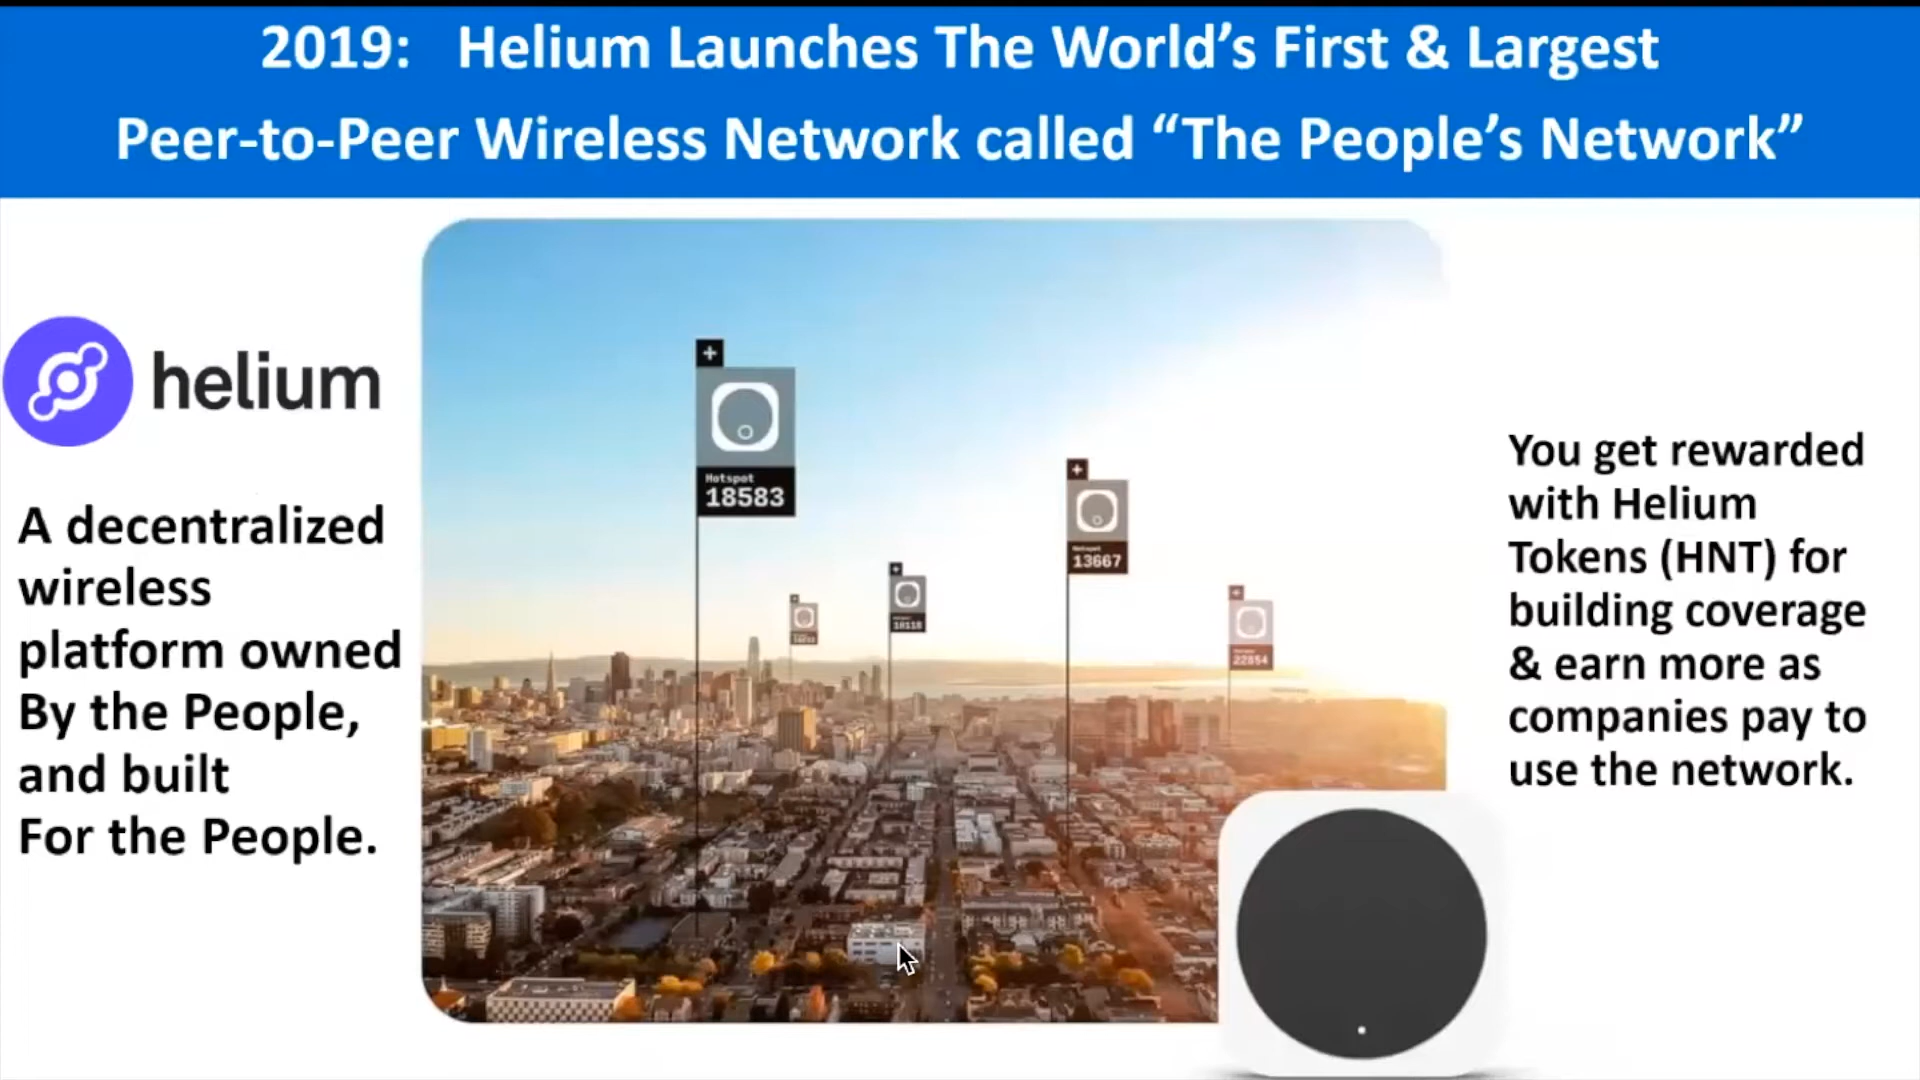 2019: Helium Launches The World’s First & Largest
Peer-to-Peer Wireless Network called “The People’s Network”
helium
A decentralized
wireless
platform owned
By the People,
and built
For the People.
+
Hotspot
18583
+
Hotspot
13667
+
+
+
22854
You get rewarded
with Helium
Tokens (HNT) for
building coverage
& earn more as
companies pay to
use the network.